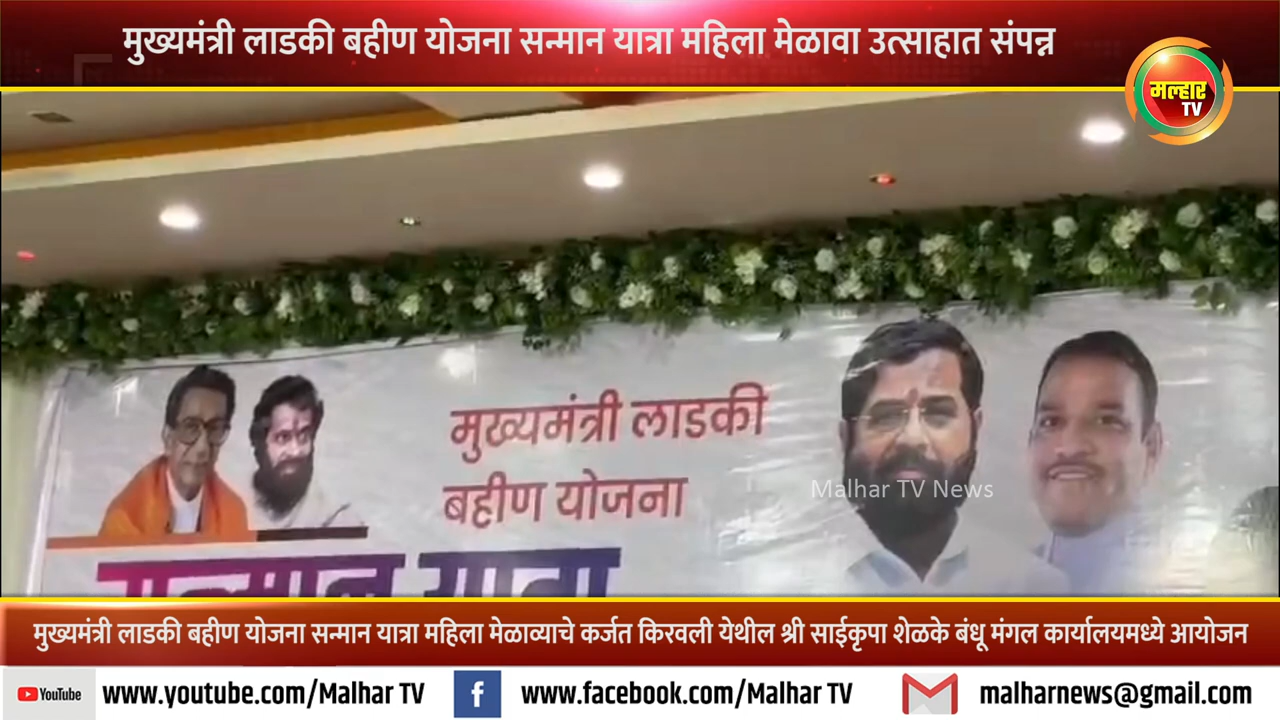 मुख्यमंत्री लाडकी बहीण योजना सन्मान यात्रा महिला मेळावा उत्साहात संपन्न
मल्हार
TV
मुख्यमंत्री लाडकी
बहीण योजना
सन्मान यात्रा
Malhar TV News
मुख्यमंत्री लाडकी बहीण योजना सन्मान यात्रा महिला मेळाव्याचे कर्जत किरवली येथील श्री साईकृपा शेळके बंधू मंगल कार्यालयमध्ये आयोजन
YouTube www.youtube.com/Malhar TV www.facebook.com/Malhar TV malharnews@gmail.com